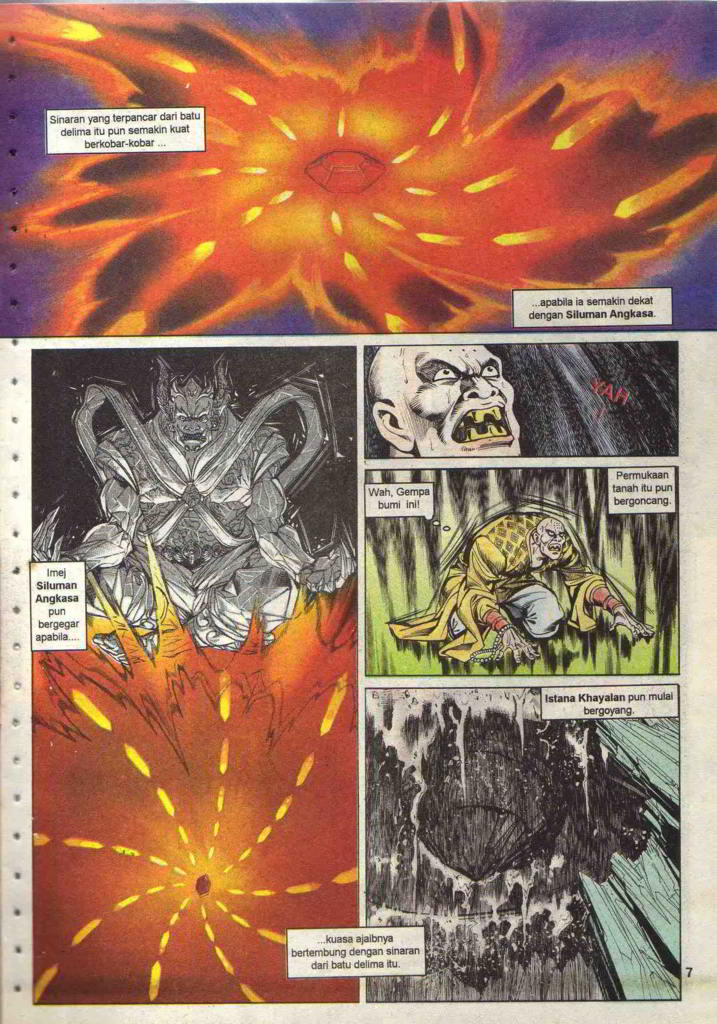 Sinaran yang terpancar dari batu
delima itu pun semakin kuat
berkobar-kobar ...
...apabila ia semakin dekat
dengan Siluman Angkasa.
Imej
Siluman
Angkasa
pun
bergegar
apabila....
...kuasa ajaibnya
bertembung dengan sinaran
dari batu delima itu.
YAH
!
Wah, Gempa
bumi ini!
Permukaan
tanah itu pun
bergoncang.
Istana Khayalan pun mulai
bergoyang.
7